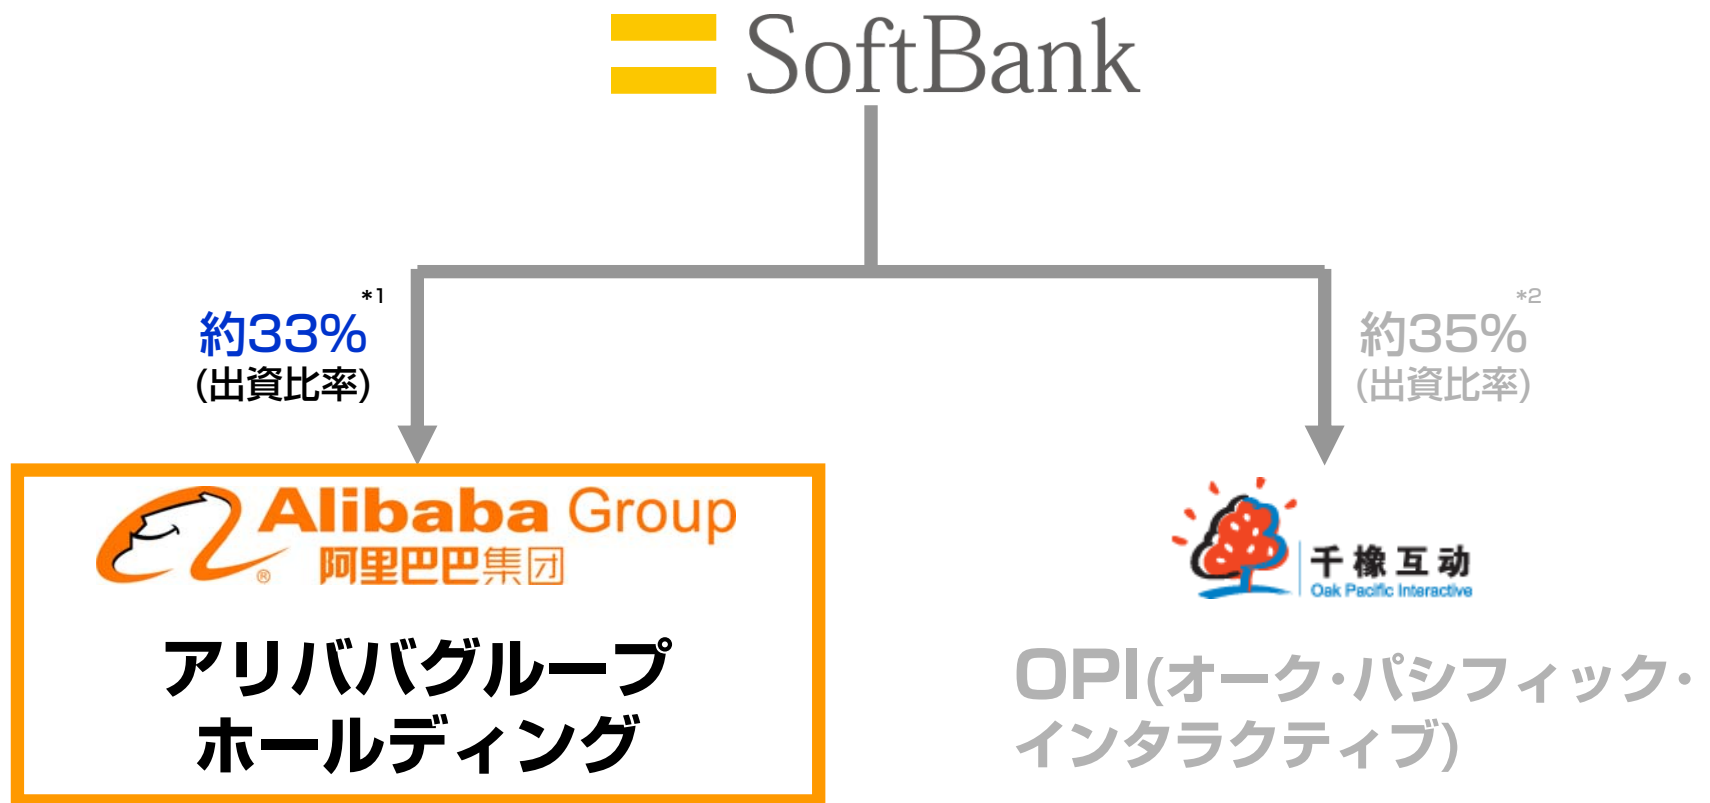 SoftBank
*1
約33%
(出資比率)
*2
約35%
(出資比率)
Alibaba Group
阿里巴巴集团
®
アリババグループ
ホールディング
千橡互动
Oak Pacific Interactive
OPI(オーク・パシフィック・
インタラクティブ)